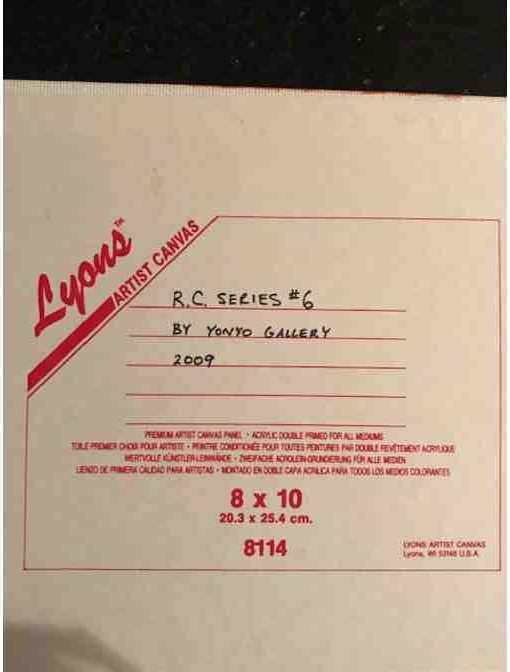 Lyons™
ARTIST CANVAS
R.C. SERIES #6
BY YONYO GALLERY
2009
PREMIUM ARTIST CANVAS PANEL • ACRYLIC DOUBLE PRIMED FOR ALL MEDIUMS
TOILE PREMIER CHOIX POUR ARTISTE • PEINTRE CONDITIONÉE POUR TOUTES PEINTURES PAR DOUBLE REVÊTEMENT ACRYLIQUE
WERTVOLLE KÜNSTLER-LEINWÄNDE • ZWEIFACHE ACROLEIN-GRUNDIERUNG FÜR ALLE MEDIEN
LIENZO DE PRIMERA CALIDAD PARA ARTISTAS • MONTADO EN DOBLE CAPA ACRILICA PARA TODOS LOS MEDIOS COLORANTES
8 x 10
20.3 x 25.4 cm.
8114
LYONS ARTIST CANVAS
Lyons, WI 53148 U.S.A.